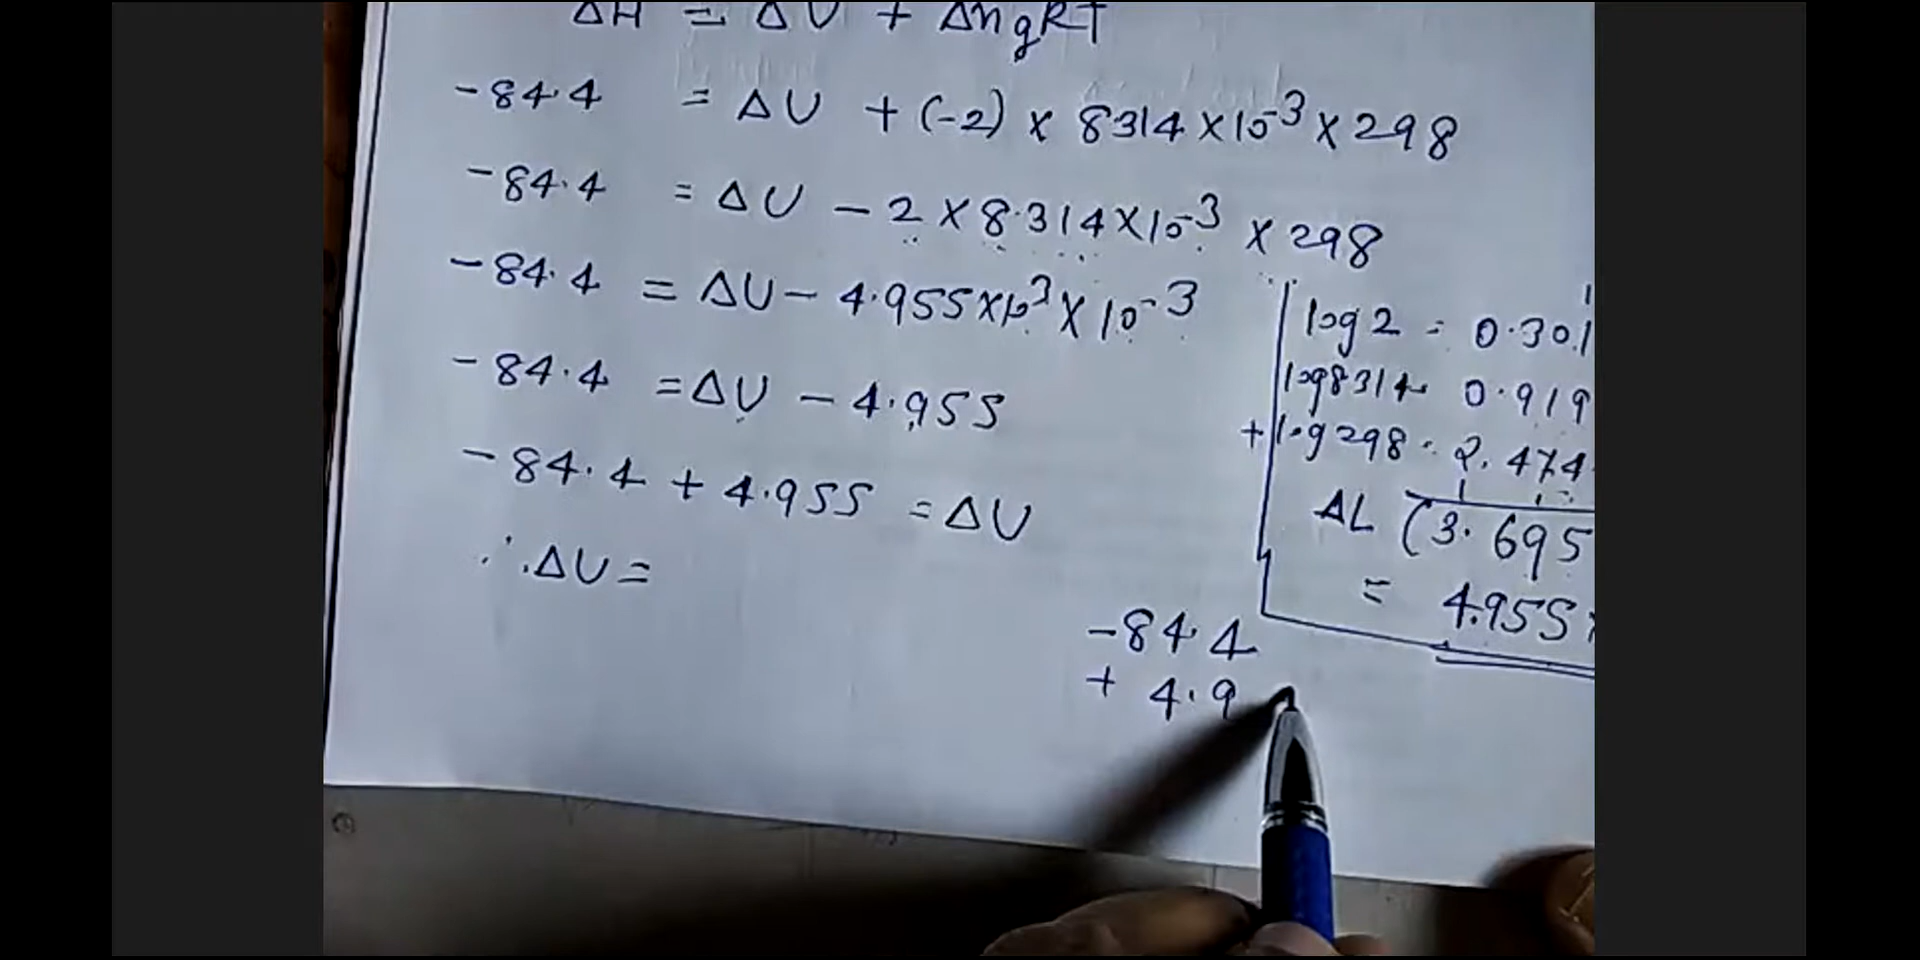 ΔH = ΔU + ΔngRT
-84.4 = ΔU + (-2) × 8314 × 10⁻³ × 298
-84.4 = ΔU - 2 × 8.314 × 10⁻³ × 298
-84.4 = ΔU - 4.955 × 10³ × 10⁻³
-84.4 = ΔU - 4.955
-84.4 + 4.955 = ΔU
∴ ΔU =
log 2 = 0.301
log 8314 = 0.919
+ log 298 = 2.474
AL (3.695
= 4.955 ×
-84.4
+ 4.9